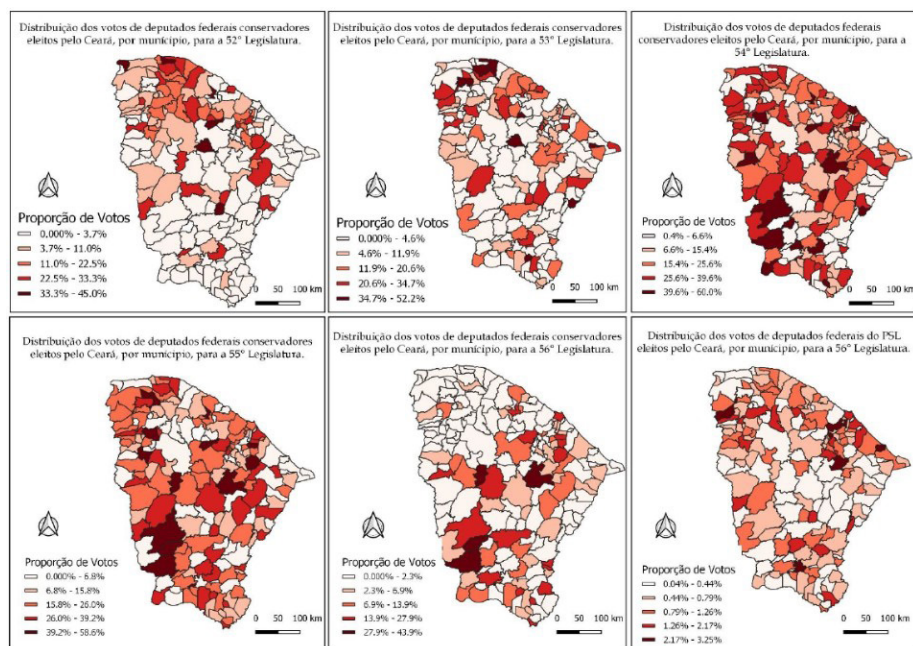 Distribuição dos votos de deputados federais conservadores
eleitos pelo Ceará, por município, para a 52° Legislatura.
Proporção de Votos
0.000% - 3.7%
3.7% - 11.0%
11.0% - 22.5%
22.5% - 33.3%
33.3% - 45.0%
0 50 100 km
Distribuição dos votos de deputados federais conservadores
eleitos pelo Ceará, por município, para a 53° Legislatura.
Proporção de Votos
0.000% - 4.6%
4.6% - 11.9%
11.9% - 20.6%
20.6% - 34.7%
34.7% - 52.2%
0 50 100 km
Distribuição dos votos de deputados federais
conservadores eleitos pelo Ceará, por município, para a
54° Legislatura.
Proporção de Votos
0.4% - 6.6%
6.6% - 15.4%
15.4% - 25.6%
25.6% - 39.6%
39.6% - 60.0%
0 50 100 km
Distribuição dos votos de deputados federais conservadores
eleitos pelo Ceará, por município, para a 55° Legislatura.
Proporção de Votos
0.000% - 6.8%
6.8% - 15.8%
15.8% - 26.0%
26.0% - 39.2%
39.2% - 58.6%
0 50 100 km
Distribuição dos votos de deputados federais conservadores
eleitos pelo Ceará, por município, para a 56° Legislatura.
Proporção de Votos
0.000% - 2.3%
2.3% - 6.9%
6.9% - 13.9%
13.9% - 27.9%
27.9% - 43.9%
0 50 100 km
Distribuição dos votos de deputados federais do PSL
eleitos pelo Ceará, por município, para a 56° Legislatura.
Proporção de Votos
0.04% - 0.44%
0.44% - 0.79%
0.79% - 1.26%
1.26% - 2.17%
2.17% - 3.25%
0 50 100 km